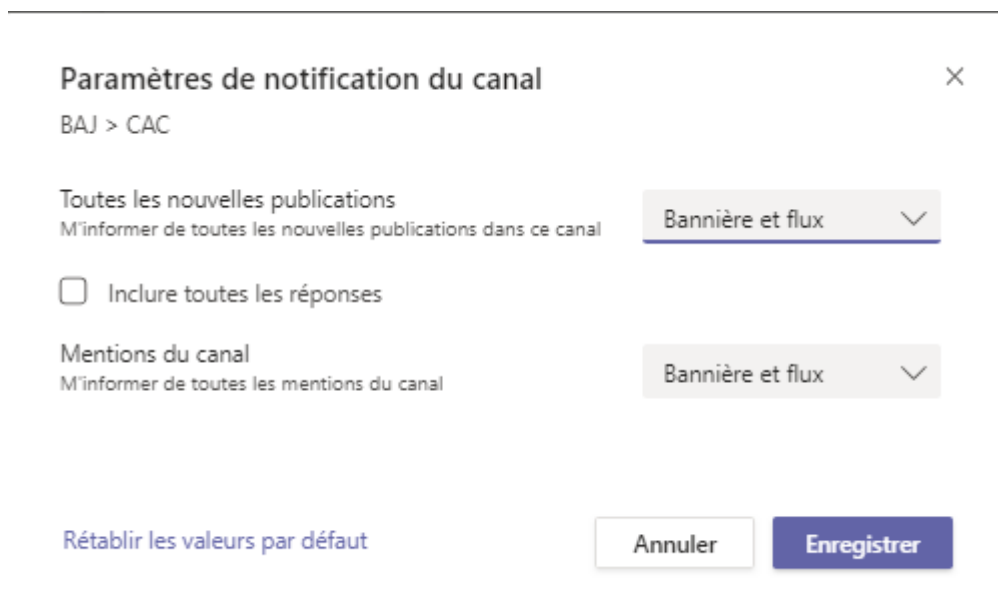 Paramètres de notification du canal
BAJ > CAC
Toutes les nouvelles publications
M'informer de toutes les nouvelles publications dans ce canal
Bannière et flux
Inclure toutes les réponses
Mentions du canal
M'informer de toutes les mentions du canal
Bannière et flux
Rétablir les valeurs par défaut
Annuler
Enregistrer